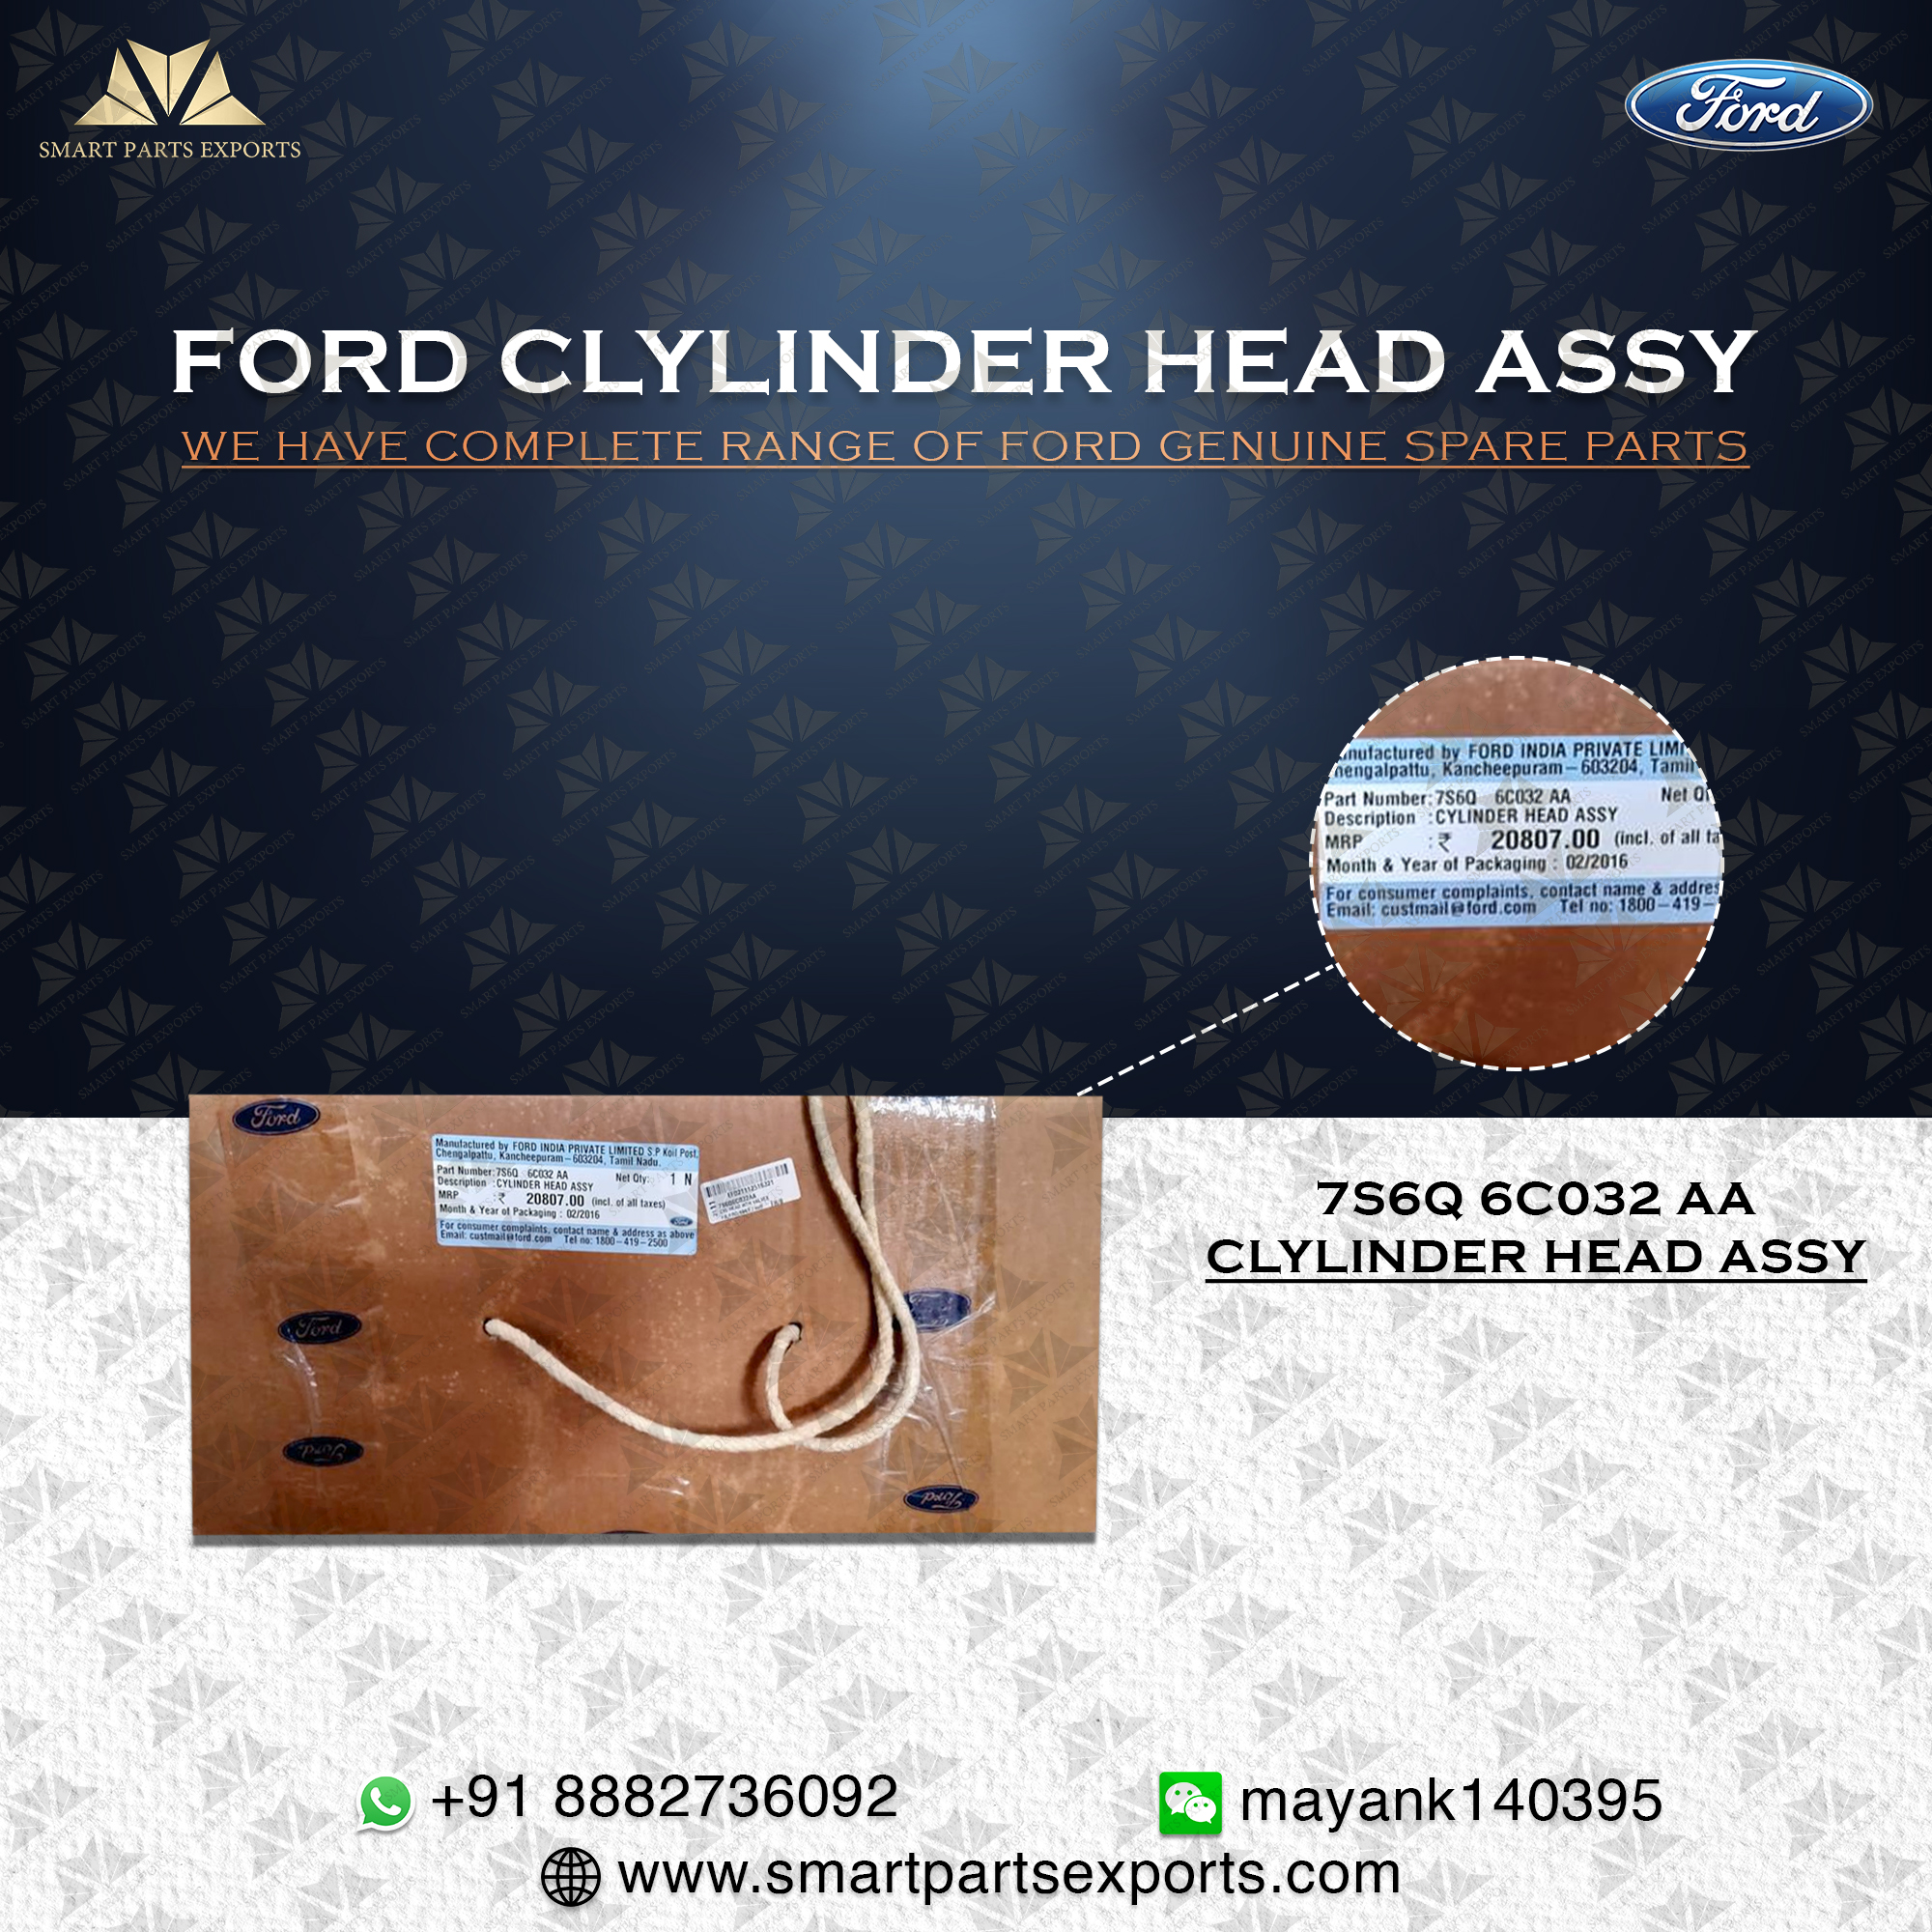 SMART PARTS EXPORTS
Ford
FORD CLYLINDER HEAD ASSY
WE HAVE COMPLETE RANGE OF FORD GENUINE SPARE PARTS
nufactured by FORD INDIA PRIVATE LIMI
hengalpattu, Kancheepuram – 603204, Tamil
Part Number: 7S6Q 6C032 AA Net Q
Description : CYLINDER HEAD ASSY
MRP : ₹ 20807.00 (incl. of all ta
Month & Year of Packaging : 02/2016
For consumer complaints, contact name & addres
Email: custmail@ford.com Tel no: 1800–419–
Ford
Manufactured by FORD INDIA PRIVATE LIMITED S.P Koil Post,
Chengalpattu, Kancheepuram – 603204, Tamil Nadu.
Part Number: 7S6Q 6C032 AA Net Qty: 1 N
Description : CYLINDER HEAD ASSY
MRP : ₹ 20807.00 (incl. of all taxes)
Month & Year of Packaging : 02/2016
Ford
For consumer complaints, contact name & address as above
Email: custmail@ford.com Tel no: 1800–419–2500
Ford
Ford
Ford
7S6Q 6C032 AA
CLYLINDER HEAD ASSY
+91 8882736092
mayank140395
www.smartpartsexports.com